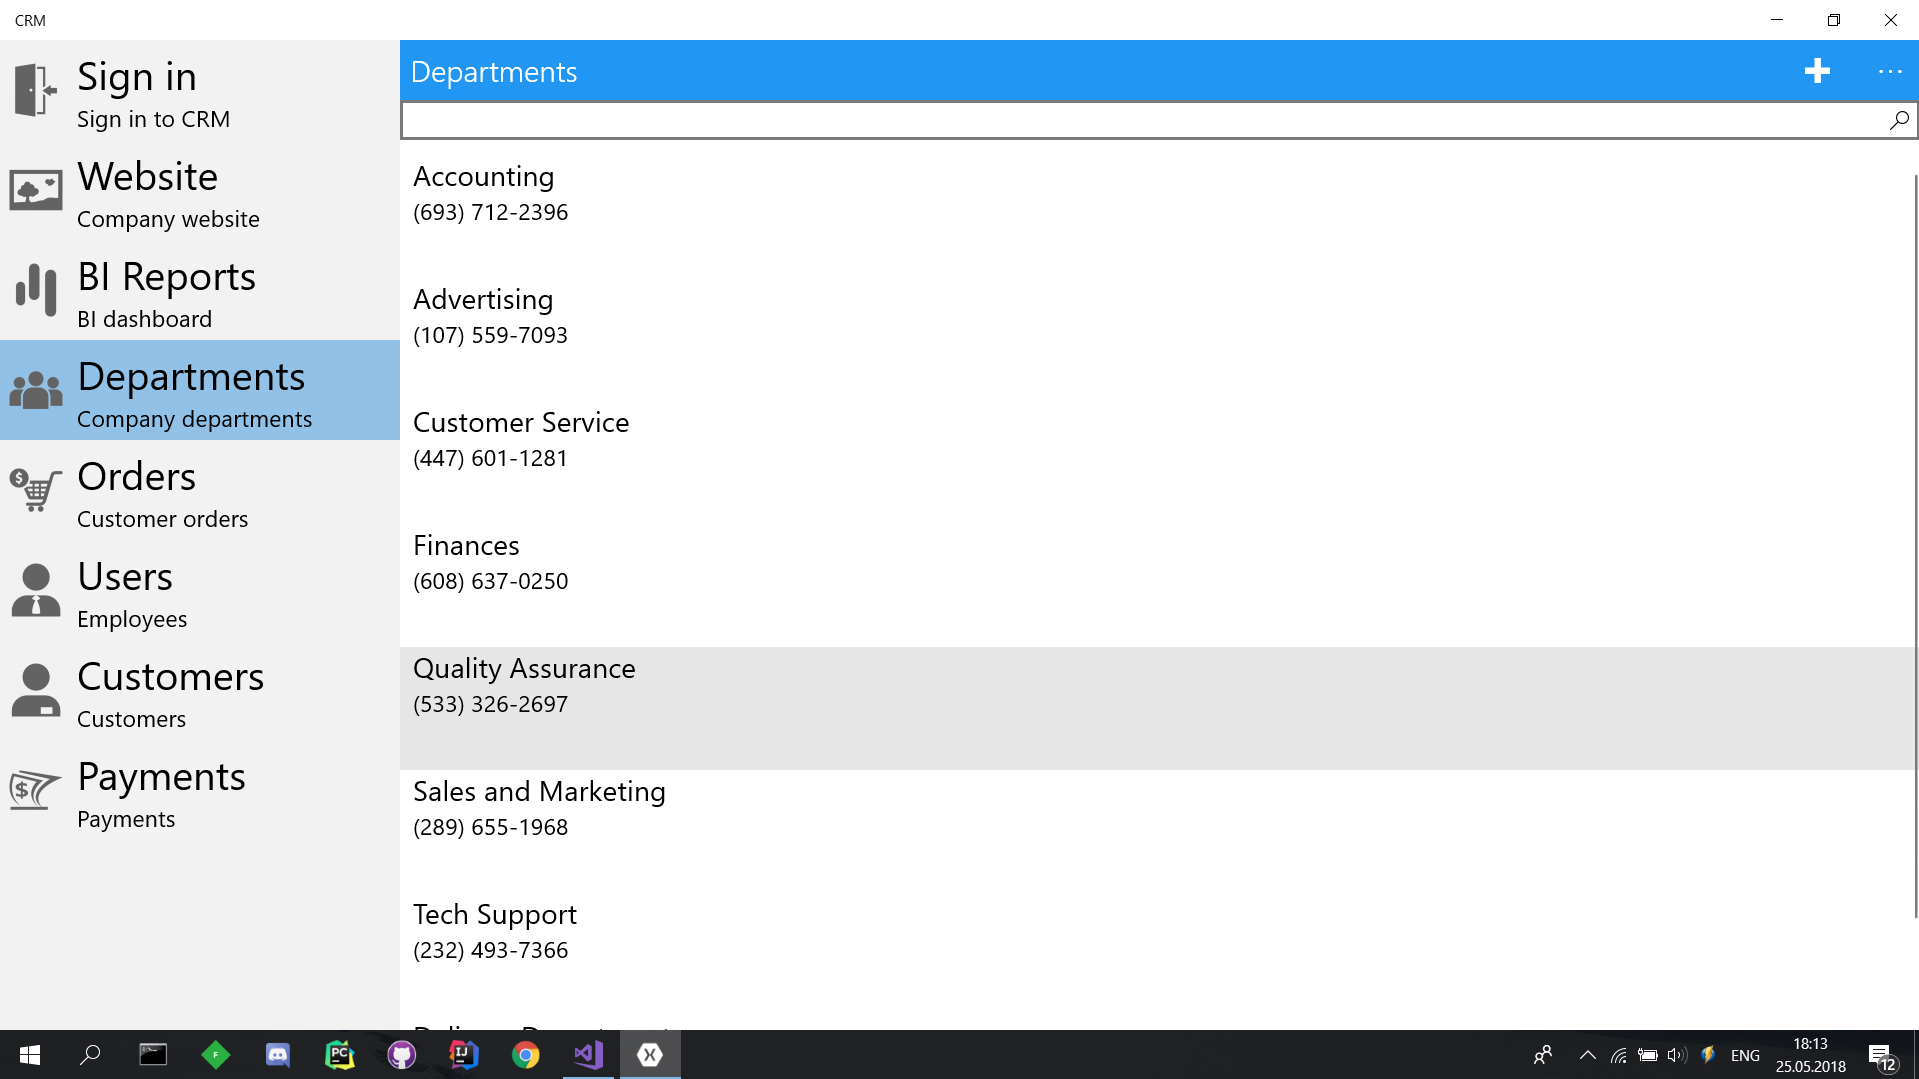 CRM
Sign in
Sign in to CRM
Website
Company website
BI Reports
BI dashboard
Departments
Company departments
Orders
Customer orders
Users
Employees
Customers
Customers
Payments
Payments
Departments
Accounting
(693) 712-2396
Advertising
(107) 559-7093
Customer Service
(447) 601-1281
Finances
(608) 637-0250
Quality Assurance
(533) 326-2697
Sales and Marketing
(289) 655-1968
Tech Support
(232) 493-7366
F
PC
IJ
ENG
18:13
25.05.2018
12